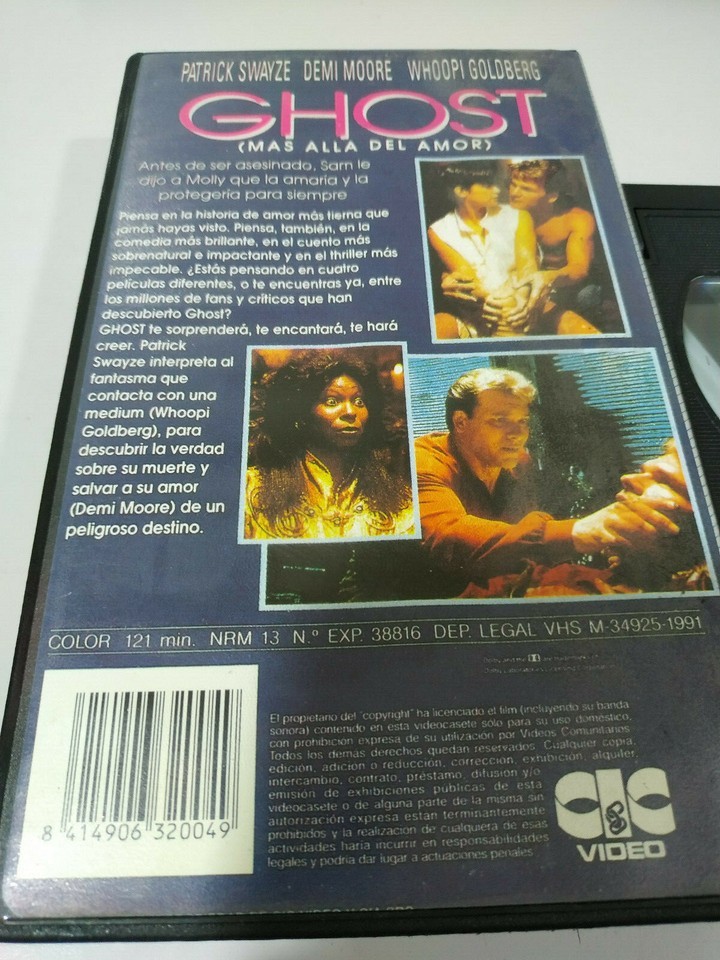 PATRICK SWAYZE DEMI MOORE WHOOPI GOLDBERG
GHOST
(MAS ALLA DEL AMOR)
Antes de ser asesinado, Sam le
dijo a Molly que la amaría y la
protegería para siempre
Piensa en la historia de amor más tierna que
jamás hayas visto. Piensa, también, en la
comedia más brillante, en el cuento más
sobrenatural e impactante y en el thriller más
impecable. ¿Estás pensando en cuatro
películas diferentes, o te encuentras ya, entre
los millones de fans y críticos que han
descubierto Ghost?
GHOST te sorprenderá, te encantará, te hará
creer. Patrick
Swayze interpreta al
fantasma que
contacta con una
medium (Whoopi
Goldberg), para
descubrir la verdad
sobre su muerte y
salvar a su amor
(Demi Moore) de un
peligroso destino.
COLOR 121 min. NRM 13 N.º EXP. 38816 DEP. LEGAL VHS M-34925-1991
El propietario del "copyright" ha licenciado el film (incluyendo su banda
sonora) contenido en esta videocasete sólo para su uso doméstico,
con prohibición expresa de su utilización por Vídeos Comunitarios
Todos los demás derechos quedan reservados. Cualquier copia,
edición, adición o reducción, corrección, exhibición, alquiler,
intercambio, contrato, préstamo, difusión y/o
emisión de exhibiciones públicas de esta
videocasete o de alguna parte de la misma sin
autorización expresa están terminantemente
prohibidos y la realización de cualquiera de esas
actividades haría incurrir en responsabilidades
legales y podría dar lugar a actuaciones penales.
CIC
VIDEO
8 414906 320049